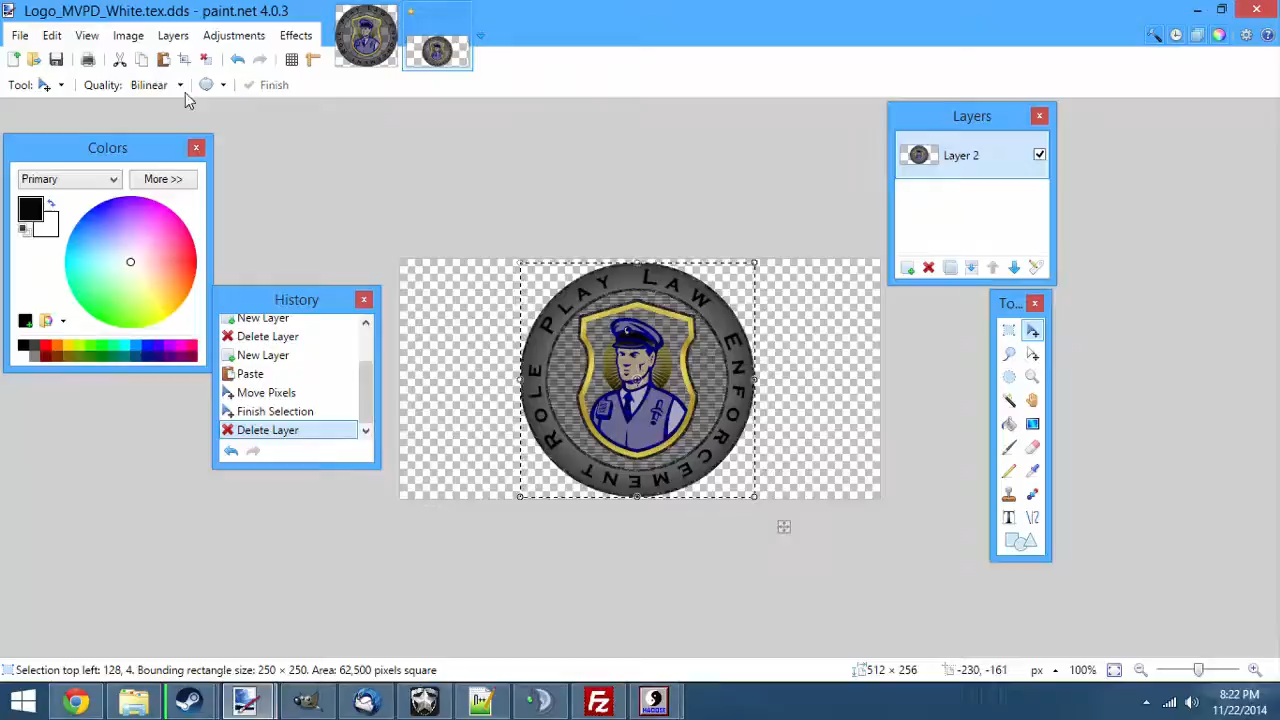 Logo_MVPD_White.tex.dds - paint.net 4.0.3
File Edit View Image Layers Adjustments Effects
Tool: Quality: Bilinear Finish
Colors
Primary
More >>
History
New Layer
Delete Layer
New Layer
Paste
Move Pixels
Finish Selection
Delete Layer
Layers
Layer 2
To...
ROLE PLAY LAW ENFORCEMENT
Selection top left: 128, 4. Bounding rectangle size: 250 × 250. Area: 62,500 pixels square
512 × 256
-230, -161
px
100%
8:22 PM
11/22/2014